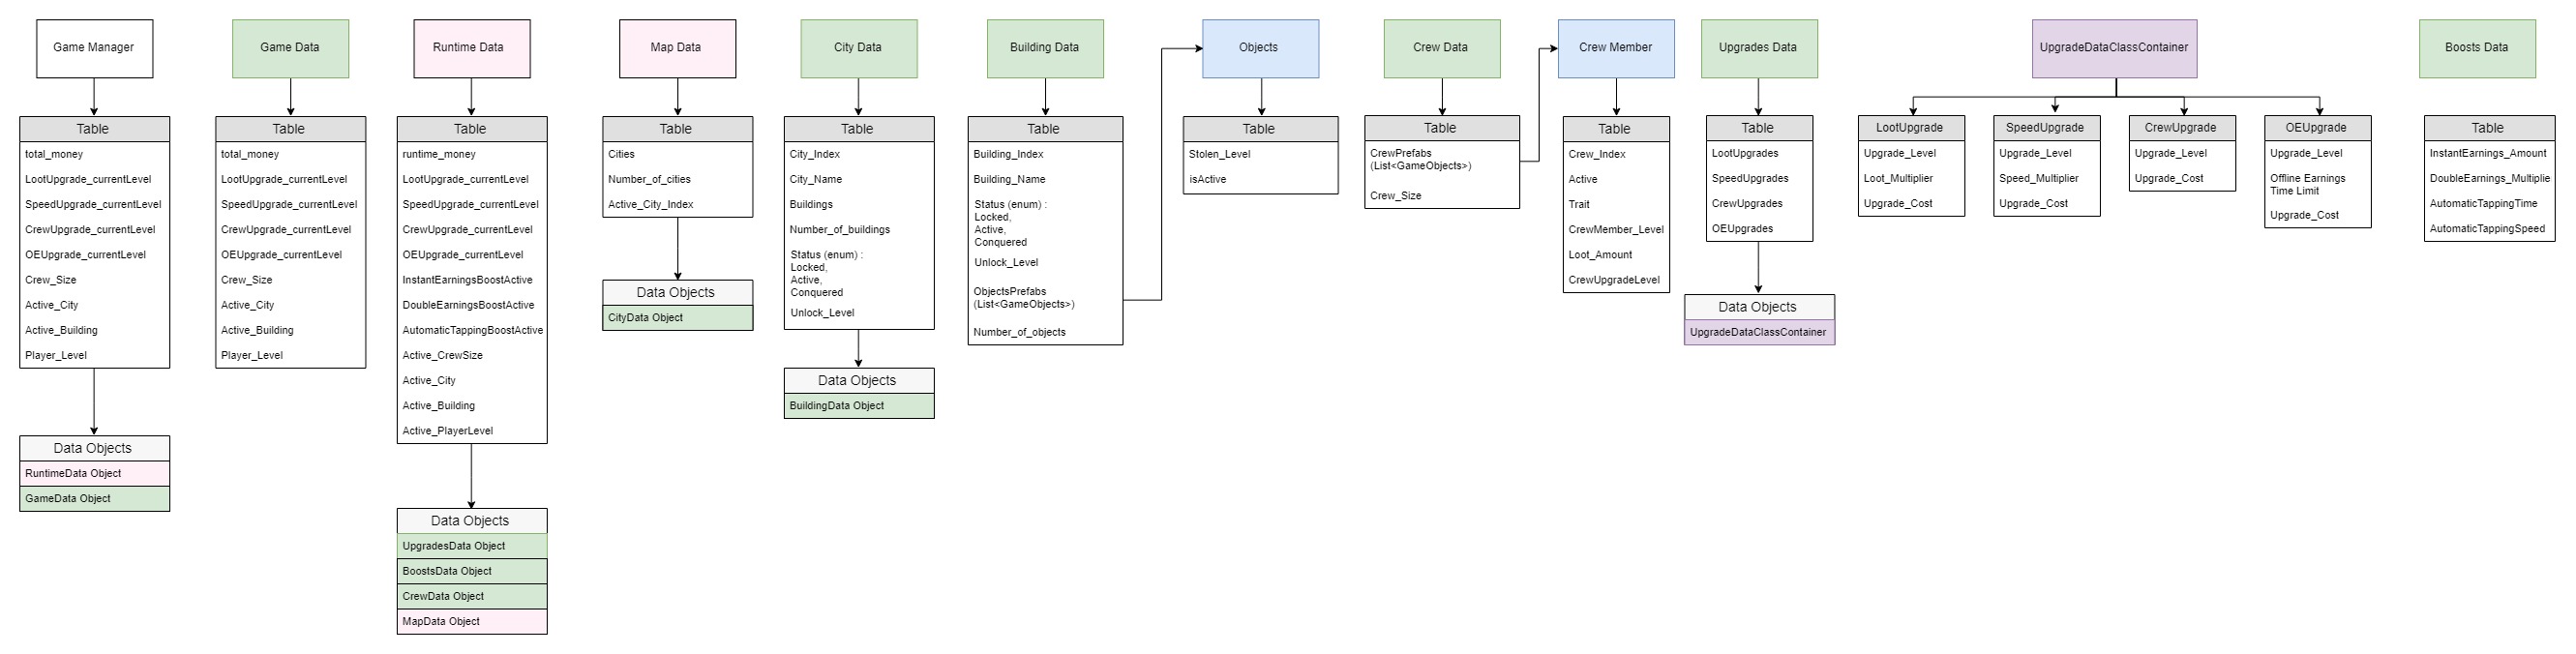 Game Manager
Table
total_money
LootUpgrade_currentLevel
SpeedUpgrade_currentLevel
CrewUpgrade_currentLevel
OEUpgrade_currentLevel
Crew_Size
Active_City
Active_Building
Player_Level
Data Objects
RuntimeData Object
GameData Object
Game Data
Table
total_money
LootUpgrade_currentLevel
SpeedUpgrade_currentLevel
CrewUpgrade_currentLevel
OEUpgrade_currentLevel
Crew_Size
Active_City
Active_Building
Player_Level
Runtime Data
Table
runtime_money
LootUpgrade_currentLevel
SpeedUpgrade_currentLevel
CrewUpgrade_currentLevel
OEUpgrade_currentLevel
InstantEarningsBoostActive
DoubleEarningsBoostActive
AutomaticTappingBoostActive
Active_CrewSize
Active_City
Active_Building
Active_PlayerLevel
Data Objects
UpgradesData Object
BoostsData Object
CrewData Object
MapData Object
Map Data
Table
Cities
Number_of_cities
Active_City_Index
Data Objects
CityData Object
City Data
Table
City_Index
City_Name
Buildings
Number_of_buildings
Status (enum) :
Locked,
Active,
Conquered
Unlock_Level
Data Objects
BuildingData Object
Building Data
Table
Building_Index
Building_Name
Status (enum) :
Locked,
Active,
Conquered
Unlock_Level
ObjectsPrefabs
(List<GameObjects>)
Number_of_objects
Objects
Table
Stolen_Level
isActive
Crew Data
Table
CrewPrefabs
(List<GameObjects>)
Crew_Size
Crew Member
Table
Crew_Index
Active
Trait
CrewMember_Level
Loot_Amount
CrewUpgradeLevel
Upgrades Data
Table
LootUpgrades
SpeedUpgrades
CrewUpgrades
OEUpgrades
Data Objects
UpgradeDataClassContainer
UpgradeDataClassContainer
LootUpgrade
Upgrade_Level
Loot_Multiplier
Upgrade_Cost
SpeedUpgrade
Upgrade_Level
Speed_Multiplier
Upgrade_Cost
CrewUpgrade
Upgrade_Level
Upgrade_Cost
OEUpgrade
Upgrade_Level
Offline Earnings
Time Limit
Upgrade_Cost
Boosts Data
Table
InstantEarnings_Amount
DoubleEarnings_Multiplie
AutomaticTappingTime
AutomaticTappingSpeed